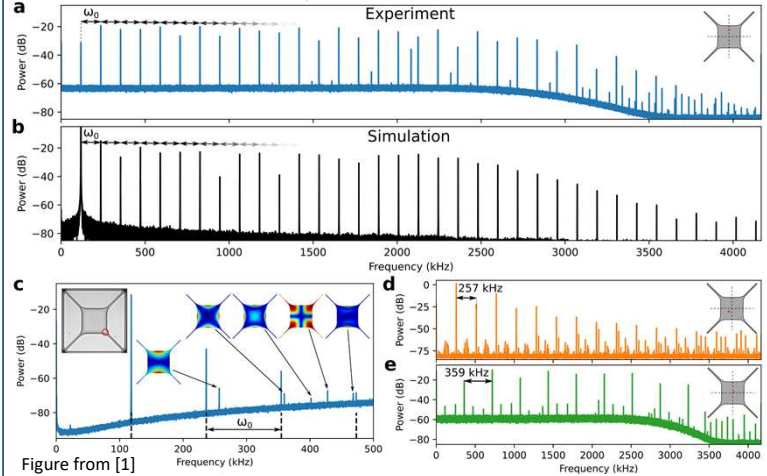 a
Experiment
ω0
Power (dB)
−20
−40
−60
−80
b
Simulation
ω0
Power (dB)
−20
−40
−60
−80
0 500 1000 1500 2000 2500 3000 3500 4000
Frequency (kHz)
c
Power (dB)
−20
−40
−60
−80
ω0
0 100 200 300 400 500
Frequency (kHz)
d
257 kHz
Power (dB)
0
−25
−50
−75
e
359 kHz
Power (dB)
−20
−40
−60
−80
0 500 1000 1500 2000 2500 3000 3500 4000
Frequency (kHz)
Figure from [1]